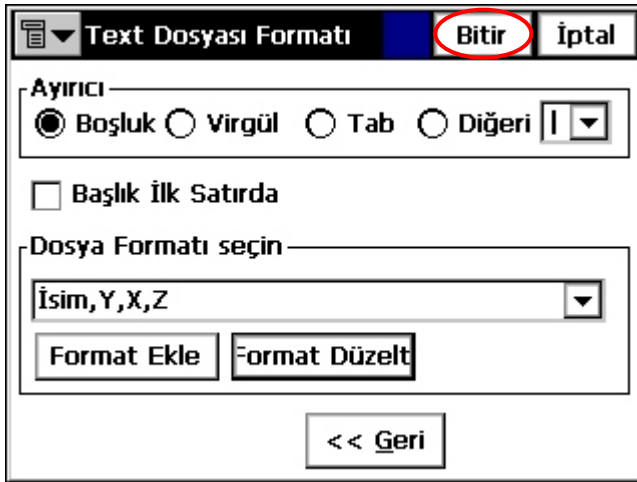 Text Dosyası Formatı Bitir İptal
Ayırıcı
Boşluk Virgül Tab Diğeri |
Başlık İlk Satırda
Dosya Formatı seçin
İsim,Y,X,Z
Format Ekle Format Düzelt
<< Geri